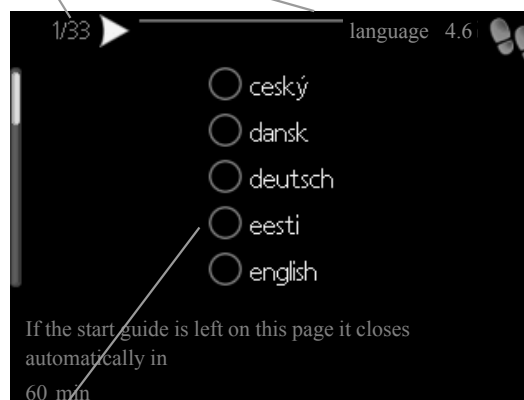 1/33 language 4.6
ceský
dansk
deutsch
eesti
english
If the start guide is left on this page it closes
automatically in
60 min